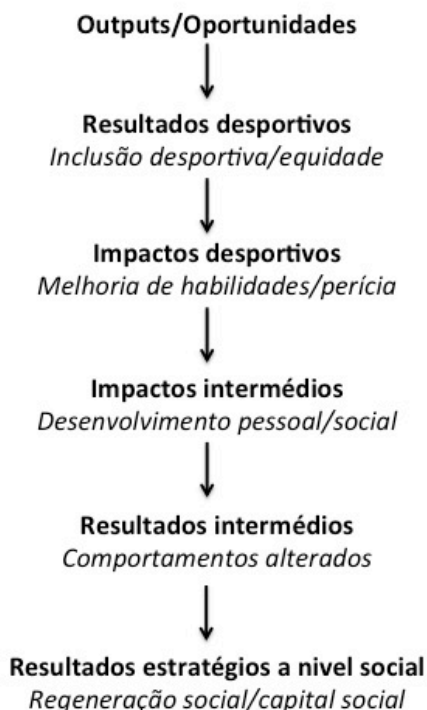 Outputs/Oportunidades
Resultados desportivos
Inclusão desportiva/equidade
Impactos desportivos
Melhoria de habilidades/perícia
Impactos intermédios
Desenvolvimento pessoal/social
Resultados intermédios
Comportamentos alterados
Resultados estratégios a nivel social
Regeneração social/capital social